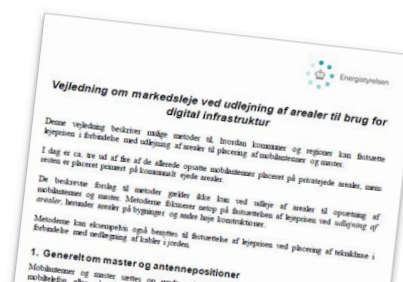 Energistyrelsen
Vejledning om markedsleje ved udlejning af arealer til brug for
digital infrastruktur
Denne vejledning beskriver mulige metoder til, hvordan kommuner og regioner kan fastsætte
lejeprisen i forbindelse med udlejning af arealer til placering af mobilantenner og master.
I dag er ca. tre ud af fire af de allerede opsatte mobilantenner placeret på privatejede arealer, mens
resten er placeret primært på kommunalt ejede arealer.
De beskrevne forslag til metoder gælder ikke kun ved udleje af arealer til opsætning af
mobilantenner og master. Metoderne fokuserer netop på fastsættelsen af lejeprisen ved udlejning af
arealer, herunder arealer på bygninger og andre høje konstruktioner.
Metoderne kan eksempelvis også benyttes til fastsættelse af lejeprisen ved placering af teknikhuse i
forbindelse med nedlægning af kabler i jorden.
1. Generelt om master og antennepositioner
Mobilantenner og master sættes op